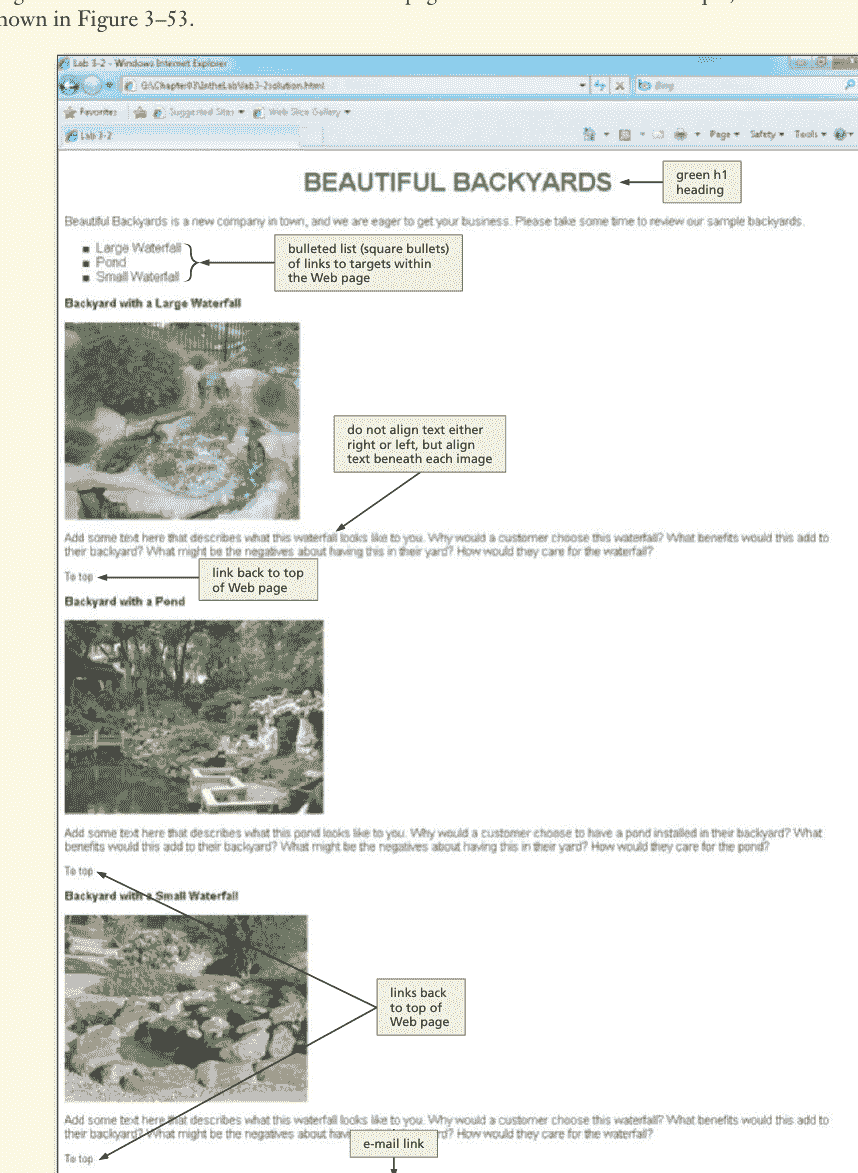 hown in Figure 3–53.
Lab 3-2 - Windows Internet Explorer
G:\Chapter03\IntheLab\lab3-2solution.html
Bing
Favorites Suggested Sites Web Slice Gallery
Lab 3-2
Page Safety Tools
BEAUTIFUL BACKYARDS
green h1
heading
Beautiful Backyards is a new company in town, and we are eager to get your business. Please take some time to review our sample backyards.
Large Waterfall
Pond
Small Waterfall
bulleted list (square bullets)
of links to targets within
the Web page
Backyard with a Large Waterfall
do not align text either
right or left, but align
text beneath each image
Add some text here that describes what this waterfall looks like to you. Why would a customer choose this waterfall? What benefits would this add to
their backyard? What might be the negatives about having this in their yard? How would they care for the waterfall?
To top
link back to top
of Web page
Backyard with a Pond
Add some text here that describes what this pond looks like to you. Why would a customer choose to have a pond installed in their backyard? What
benefits would this add to their backyard? What might be the negatives about having this in their yard? How would they care for the pond?
To top
Backyard with a Small Waterfall
links back
to top of
Web page
Add some text here that describes what this waterfall looks like to you. Why would a customer choose this waterfall? What benefits would this add to
their backyard? What might be the negatives about How would they care for the waterfall?
e-mail link
To top